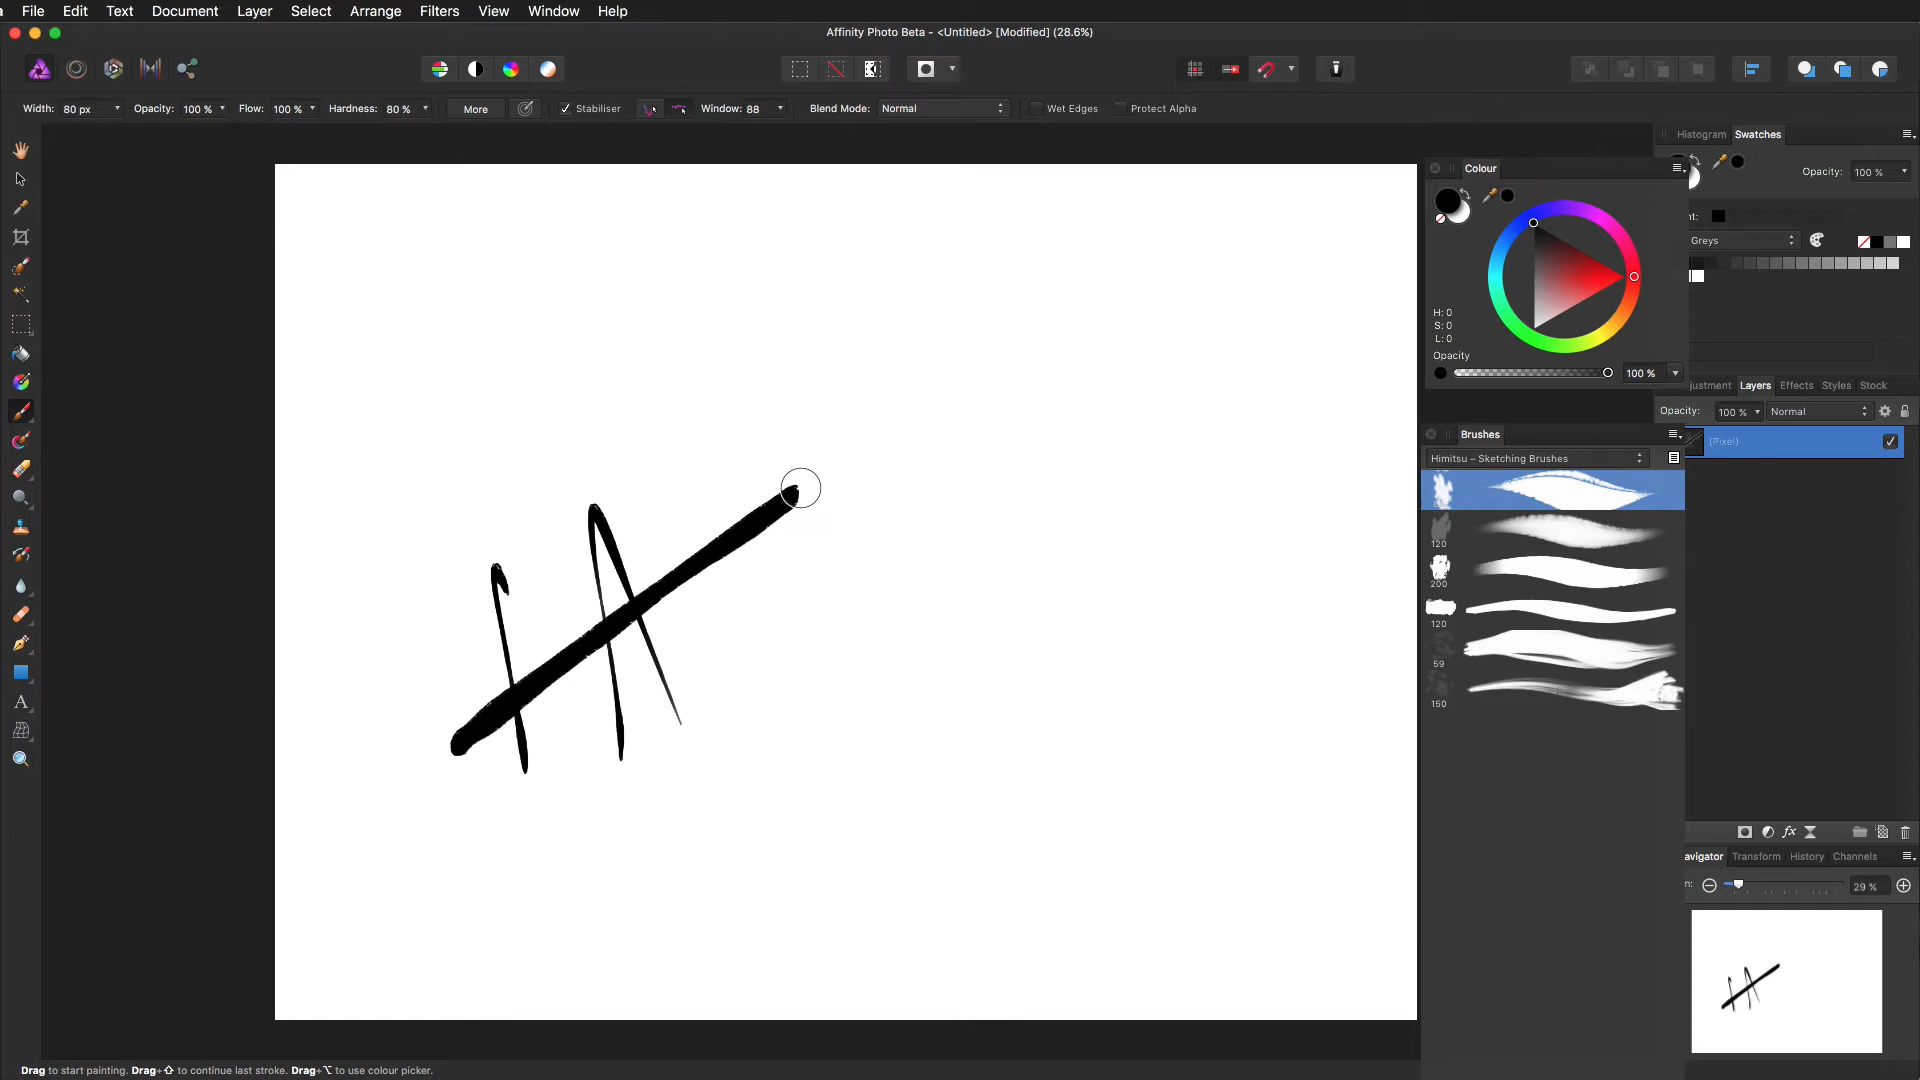 File Edit Text Document Layer Select Arrange Filters View Window Help
Affinity Photo Beta - <Untitled> [Modified] (28.6%)
Width: 80 px Opacity: 100 % Flow: 100 % Hardness: 80 % More Stabiliser Window: 88 Blend Mode: Normal Wet Edges Protect Alpha
Histogram Swatches
Opacity: 100 %
Greys
Colour
H: 0
S: 0
L: 0
Opacity
100 %
Layers Effects Styles Stock
Opacity: 100 % Normal
(Pixel)
Brushes
Himitsu – Sketching Brushes
120
200
120
59
150
Transform History Channels
29 %
A
Drag to start painting. Drag+⇧ to continue last stroke. Drag+⌥ to use colour picker.